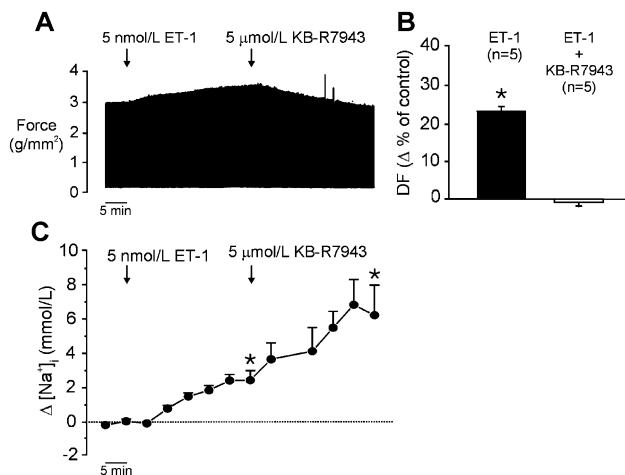 A
5 nmol/L ET-1
5 μmol/L KB-R7943
Force
(g/mm²)
4
3
2
1
0
5 min
B
ET-1
(n=5)
ET-1
+
KB-R7943
(n=5)
*
DF (Δ % of control)
40
30
20
10
0
C
5 nmol/L ET-1
5 μmol/L KB-R7943
Δ [Na⁺]i (mmol/L)
10
8
6
4
2
0
-2
*
*
5 min